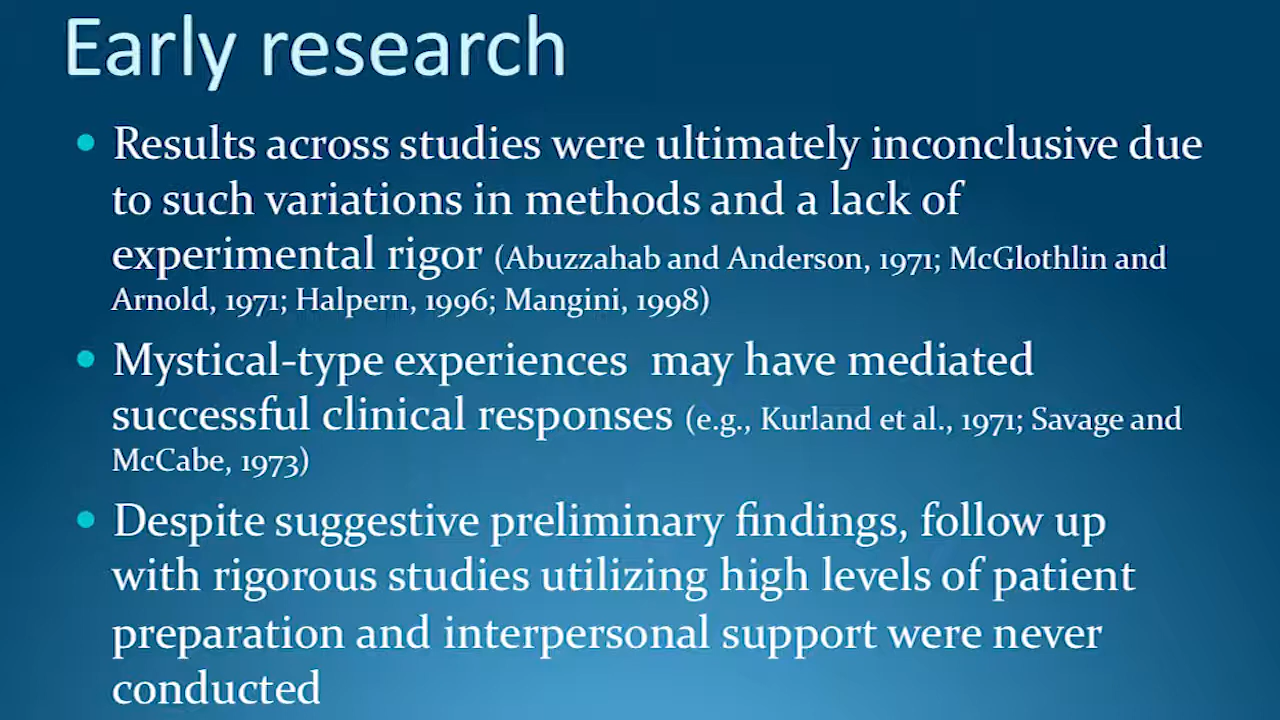 Early research
• Results across studies were ultimately inconclusive due
to such variations in methods and a lack of
experimental rigor (Abuzzahab and Anderson, 1971; McGlothlin and
Arnold, 1971; Halpern, 1996; Mangini, 1998)
• Mystical-type experiences  may have mediated
successful clinical responses (e.g., Kurland et al., 1971; Savage and
McCabe, 1973)
• Despite suggestive preliminary findings, follow up
with rigorous studies utilizing high levels of patient
preparation and interpersonal support were never
conducted